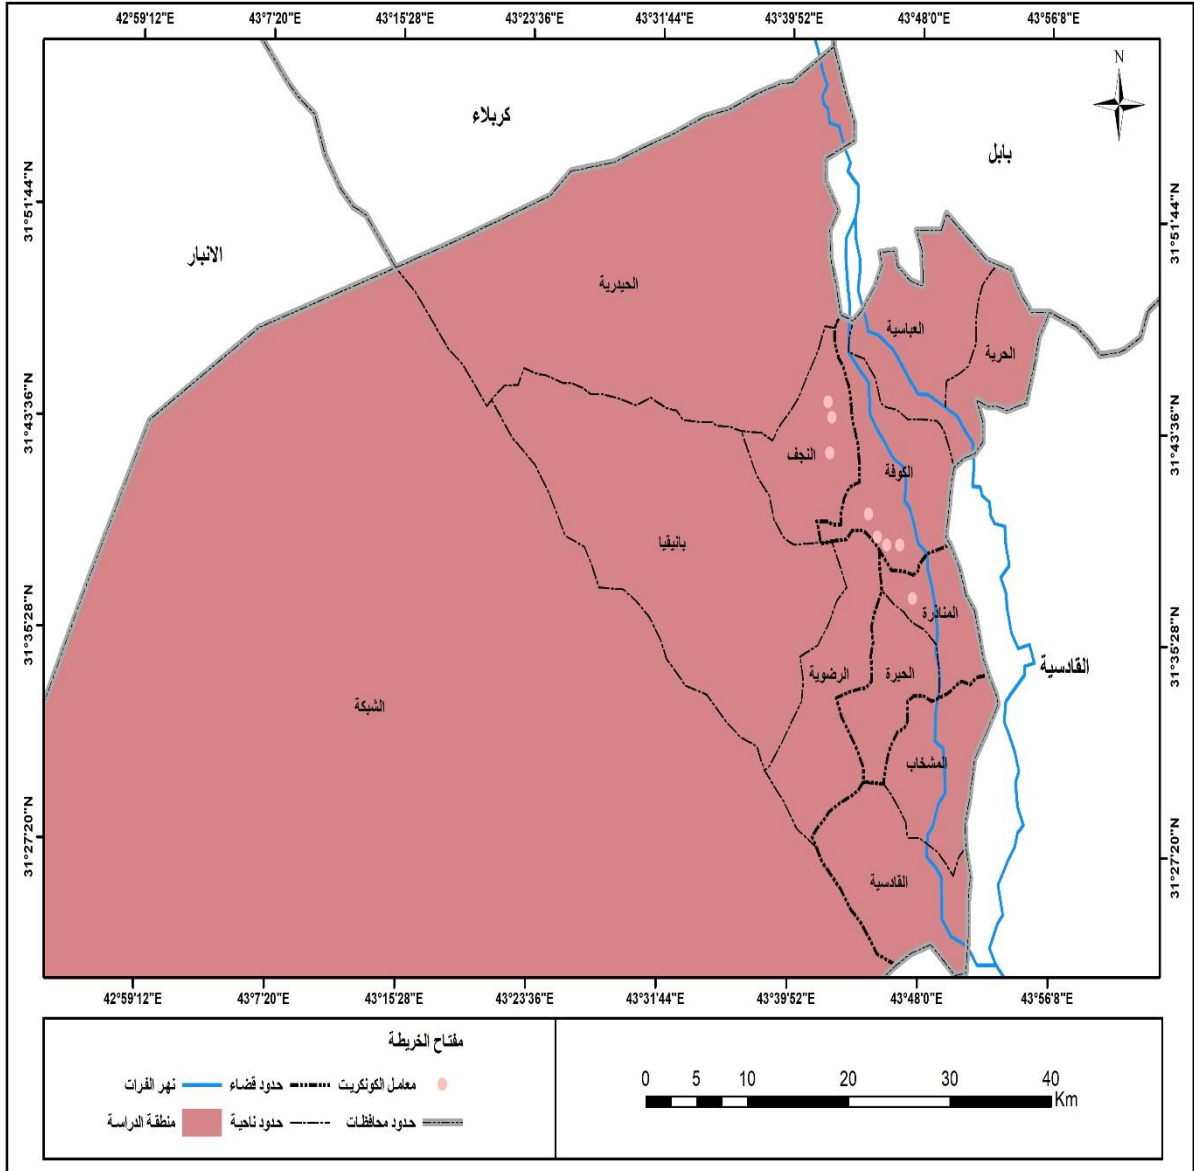 42°59'12"E 43°7'20"E 43°15'28"E 43°23'36"E 43°31'44"E 43°39'52"E 43°48'0"E 43°56'8"E
N
كربلاء
بابل
31°51'44"N
31°51'44"N
الانبار
الحيدرية
العباسية
الحرية
31°43'36"N
31°43'36"N
النجف
الكوفة
بانيقيا
المناذرة
31°35'28"N
31°35'28"N
القادسية
الرضوية
الحيرة
الشبكة
المشخاب
31°27'20"N
31°27'20"N
القادسية
42°59'12"E 43°7'20"E 43°15'28"E 43°23'36"E 43°31'44"E 43°39'52"E 43°48'0"E 43°56'8"E
مفتاح الخريطة
معامل الكونكريت حدود قضاء نهر الفرات
حدود محافظات حدود ناحية منطقة الدراسة
0 5 10 20 30 40
Km